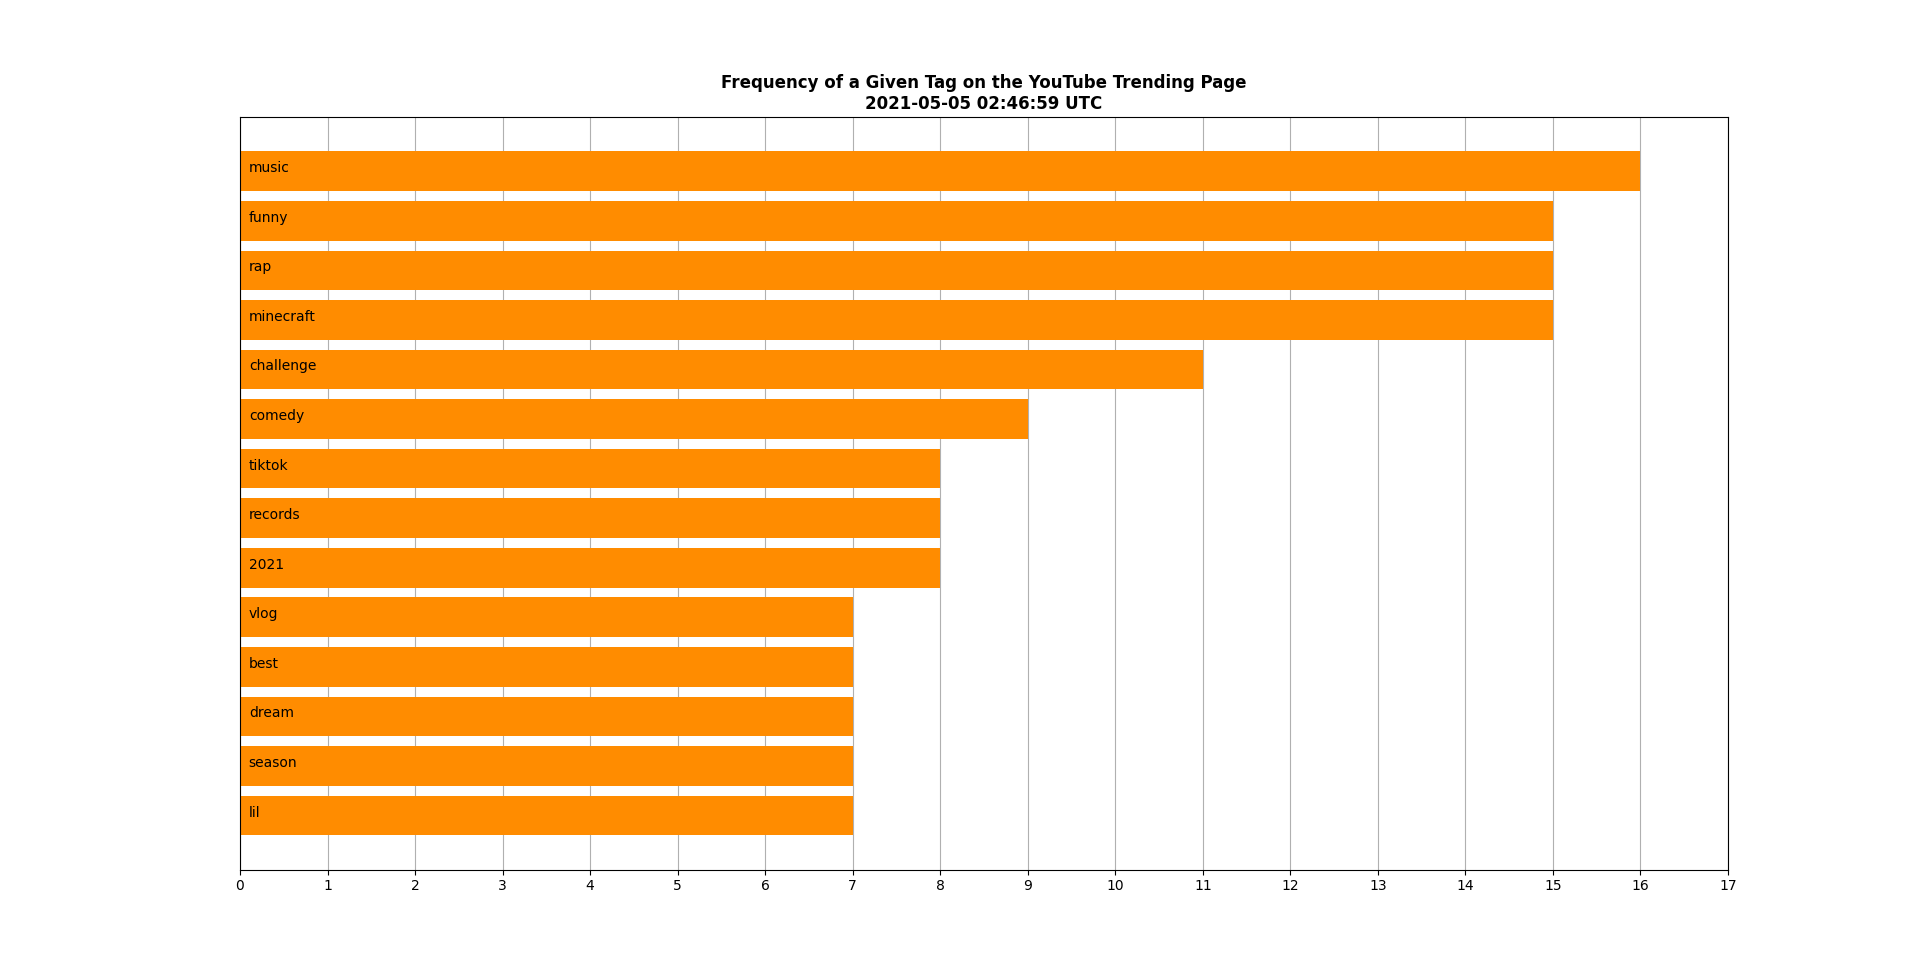 Frequency of a Given Tag on the YouTube Trending Page
2021-05-05 02:46:59 UTC
music
funny
rap
minecraft
challenge
comedy
tiktok
records
2021
vlog
best
dream
season
lil
0 1 2 3 4 5 6 7 8 9 10 11 12 13 14 15 16 17